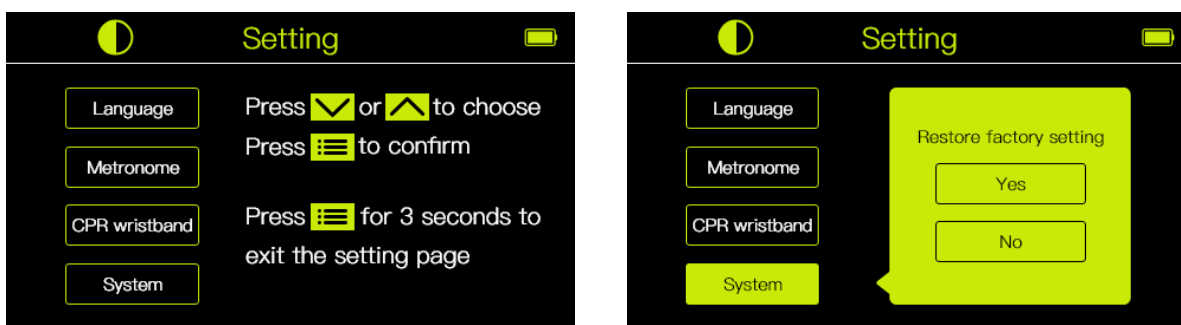 Setting
Language
Metronome
CPR wristband
System
Press or to choose
Press to confirm
Press for 3 seconds to
exit the setting page
Setting
Language
Metronome
CPR wristband
System
Restore factory setting
Yes
No